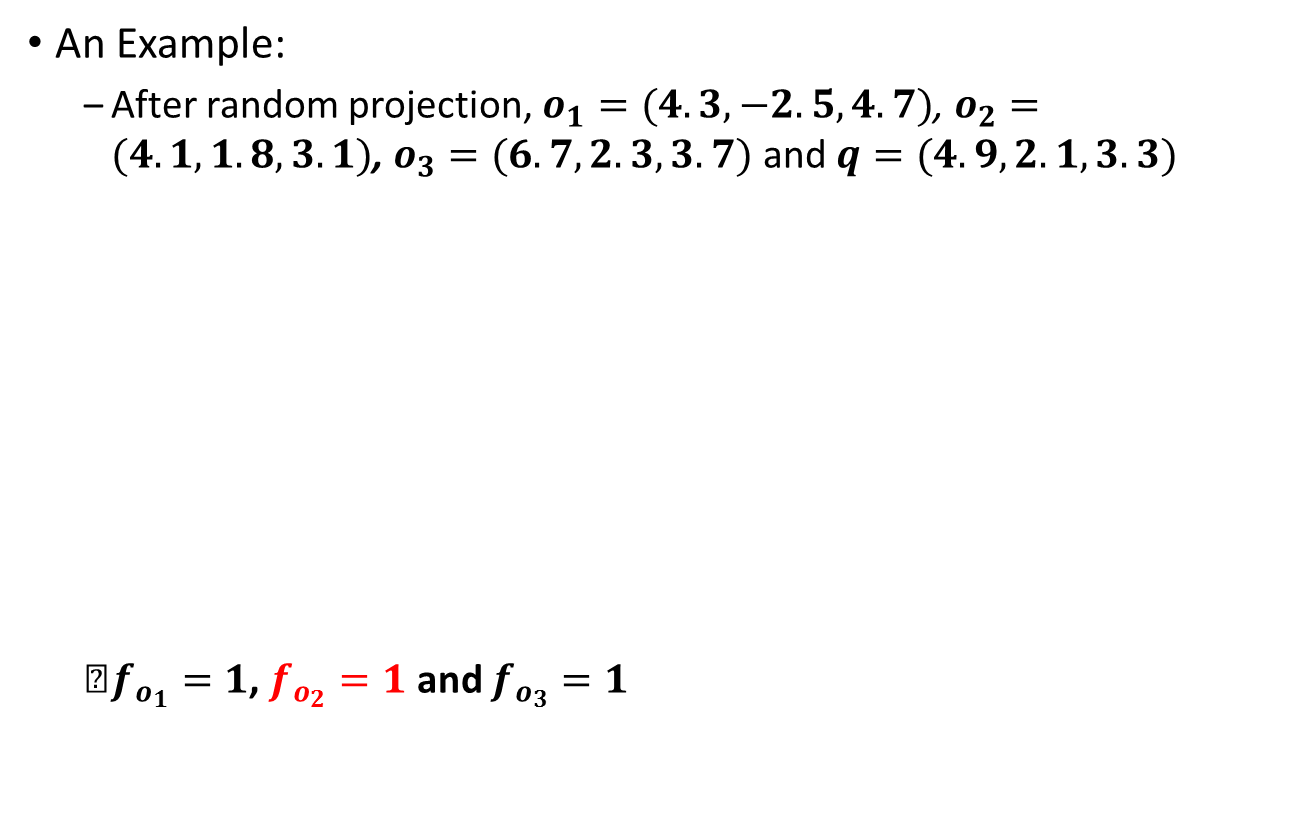 • An Example:
– After random projection, o₁ = (4.3, −2.5, 4.7), o₂ =
(4.1, 1.8, 3.1), o₃ = (6.7, 2.3, 3.7) and q = (4.9, 2.1, 3.3)
⍰f_{o₁} = 1, f_{o₂} = 1 and f_{o₃} = 1